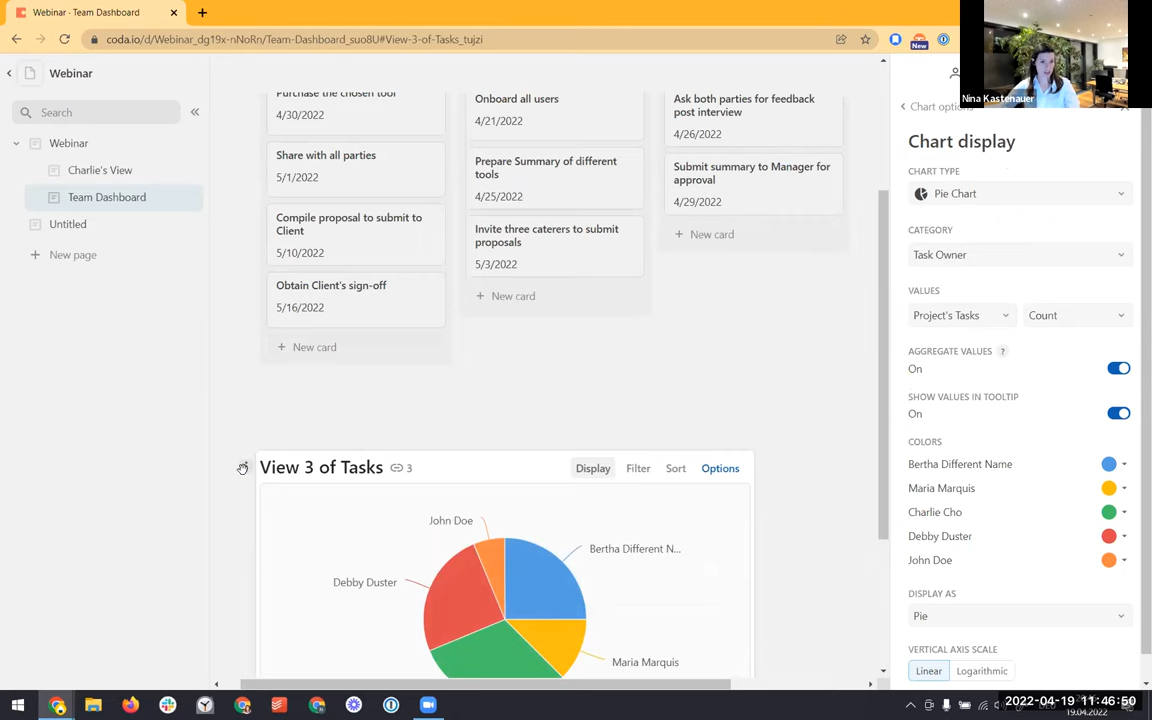 Webinar · Team Dashboard
coda.io/d/Webinar_dg19x-nNoRn/Team-Dashboard_suo8U#View-3-of-Tasks_tujzi
New
Nina Kastenauer
Webinar
Search
Webinar
Charlie's View
Team Dashboard
Untitled
New page
Purchase the chosen tool
4/30/2022
Share with all parties
5/1/2022
Compile proposal to submit to
Client
5/10/2022
Obtain Client's sign-off
5/16/2022
New card
Onboard all users
4/21/2022
Prepare Summary of different
tools
4/25/2022
Invite three caterers to submit
proposals
5/3/2022
New card
Ask both parties for feedback
post interview
4/26/2022
Submit summary to Manager for
approval
4/29/2022
New card
View 3 of Tasks
3
Display
Filter
Sort
Options
John Doe
Bertha Different N...
Debby Duster
Maria Marquis
Chart options
Chart display
CHART TYPE
Pie Chart
CATEGORY
Task Owner
VALUES
Project's Tasks
Count
AGGREGATE VALUES ?
On
SHOW VALUES IN TOOLTIP
On
COLORS
Bertha Different Name
Maria Marquis
Charlie Cho
Debby Duster
John Doe
DISPLAY AS
Pie
VERTICAL AXIS SCALE
Linear
Logarithmic
2022-04-19 11:46:50
19.04.2022